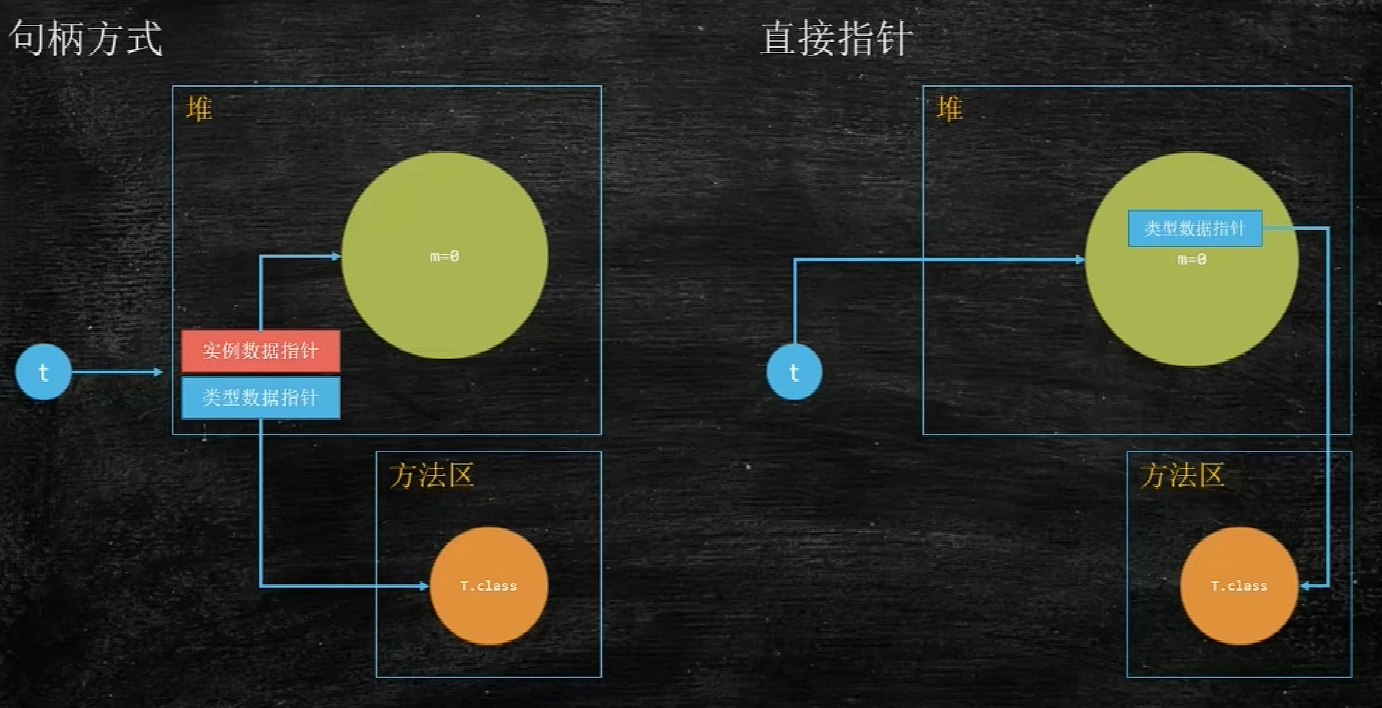 句柄方式
堆
m=0
t
实例数据指针
类型数据指针
方法区
T.class
直接指针
堆
类型数据指针
m=0
t
方法区
T.class